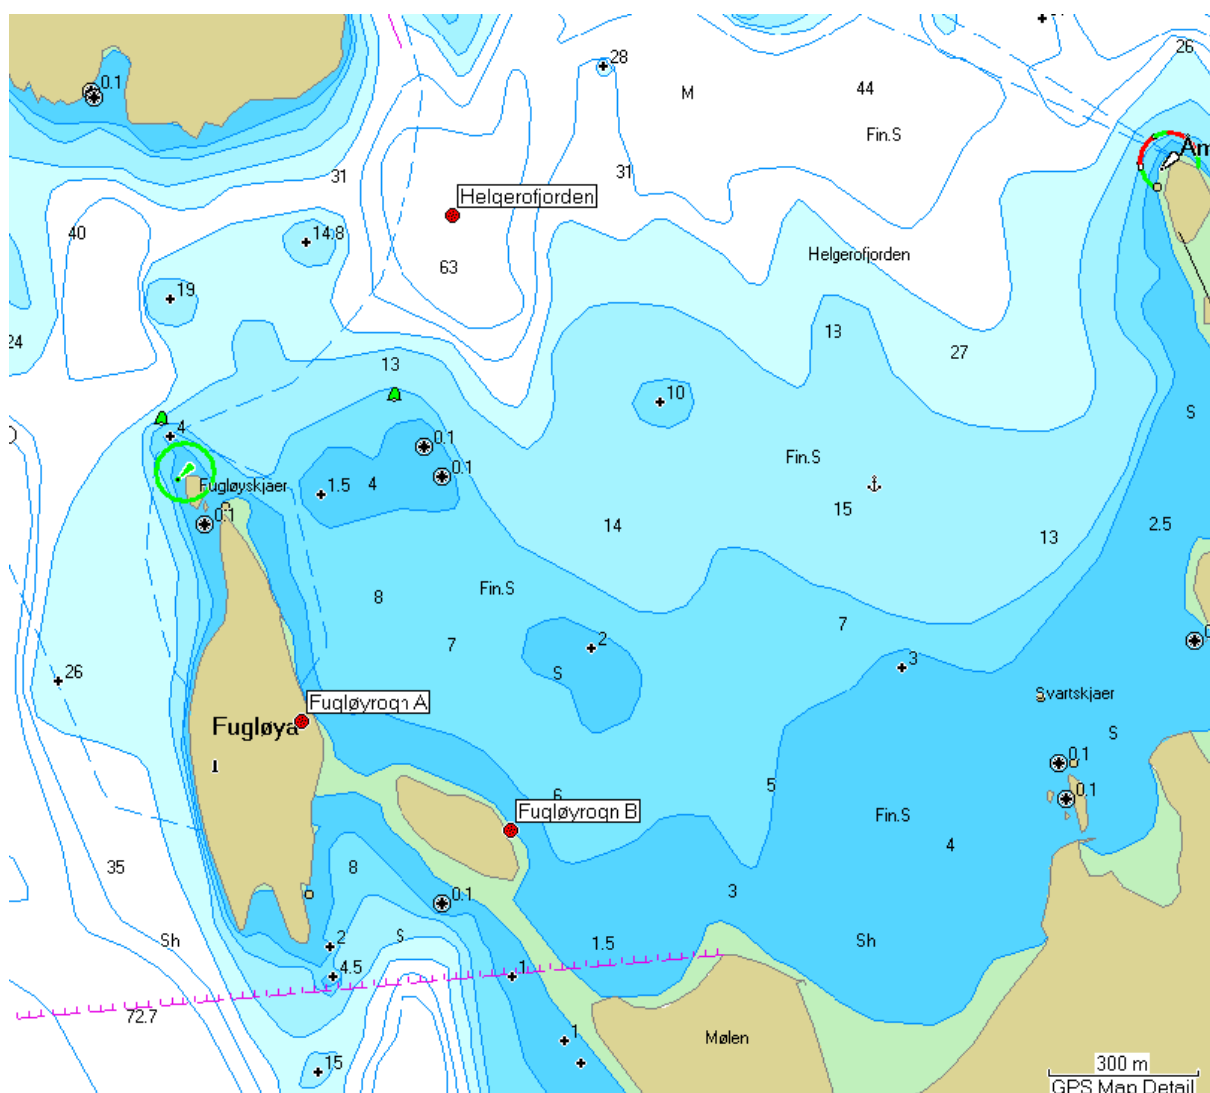 28
26
0.1
M
44
Fin.S
31
31
Helgerofjorden
Åm
40
14.8
Helgerofjorden
63
19
13
24
27
13
10
S
4
0.1
Fin.S
0.1
Fugløyskjaer
1.5
4
15
0.1
14
2.5
13
Fin.S
8
7
7
2
3
26
S
Svartskjaer
Fugløyrogn A
Fugløya
S
0.1
5
6
0.1
Fugløyrogn B
Fin.S
4
35
8
3
0.1
Sh
2
S
1.5
Sh
4.5
1
72.7
1
Mølen
15
300 m
GPS Map Detail